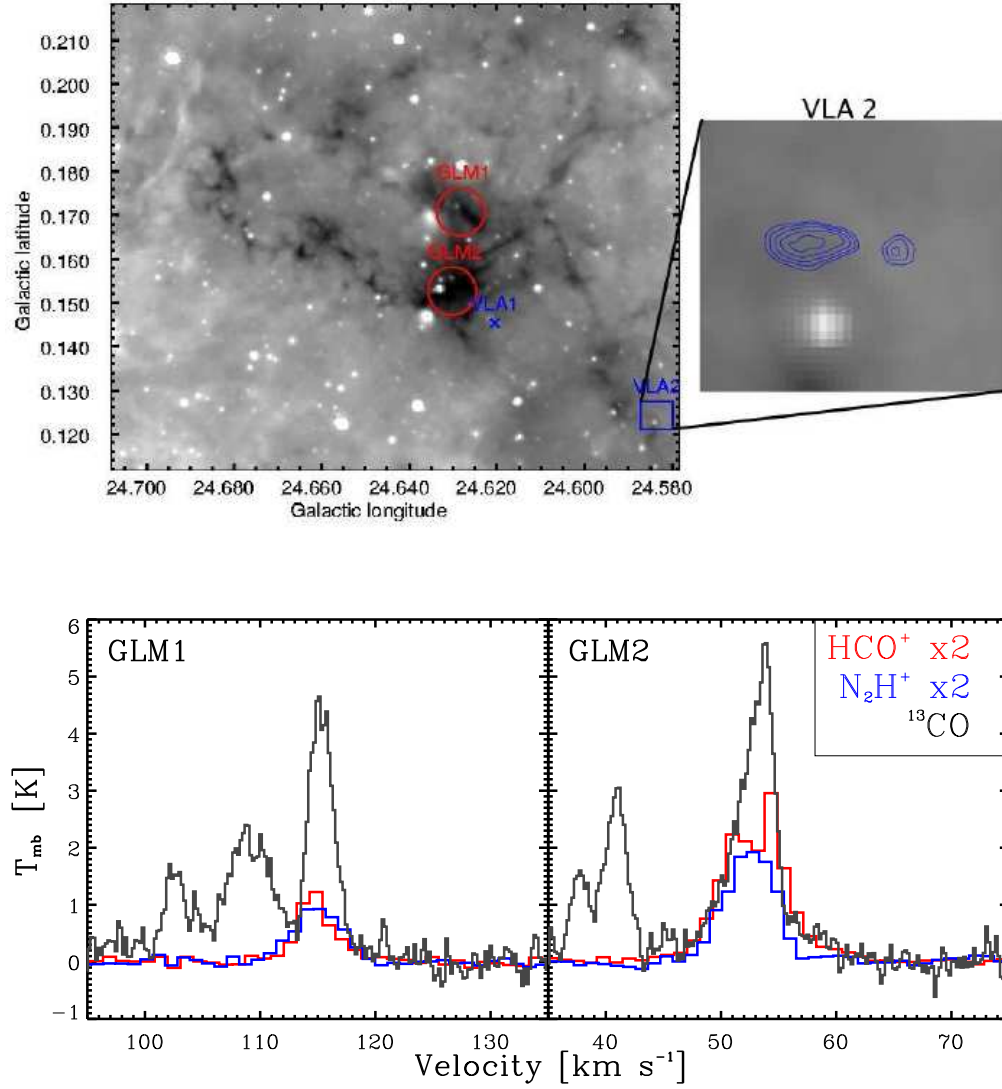 VLA 2
0.210
0.200
0.190
0.180
0.170
0.160
0.150
0.140
0.130
0.120
Galactic latitude
GLM1
GLM2
VLA1
VLA2
24.700 24.680 24.660 24.640 24.620 24.600 24.580
Galactic longitude
GLM1
GLM2
HCO⁺ x2
N₂H⁺ x2
¹³CO
6
5
4
3
2
1
0
−1
T_mb [K]
100 110 120 130 40 50 60 70
Velocity [km s⁻¹]